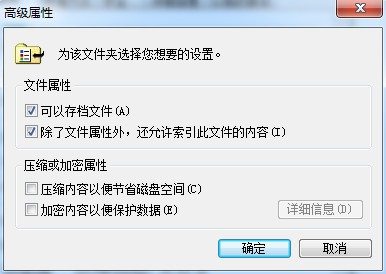 高级属性
为该文件夹选择您想要的设置。
文件属性
可以存档文件(A)
除了文件属性外，还允许索引此文件的内容(I)
压缩或加密属性
压缩内容以便节省磁盘空间(C)
加密内容以便保护数据(E)
详细信息(D)
确定
取消